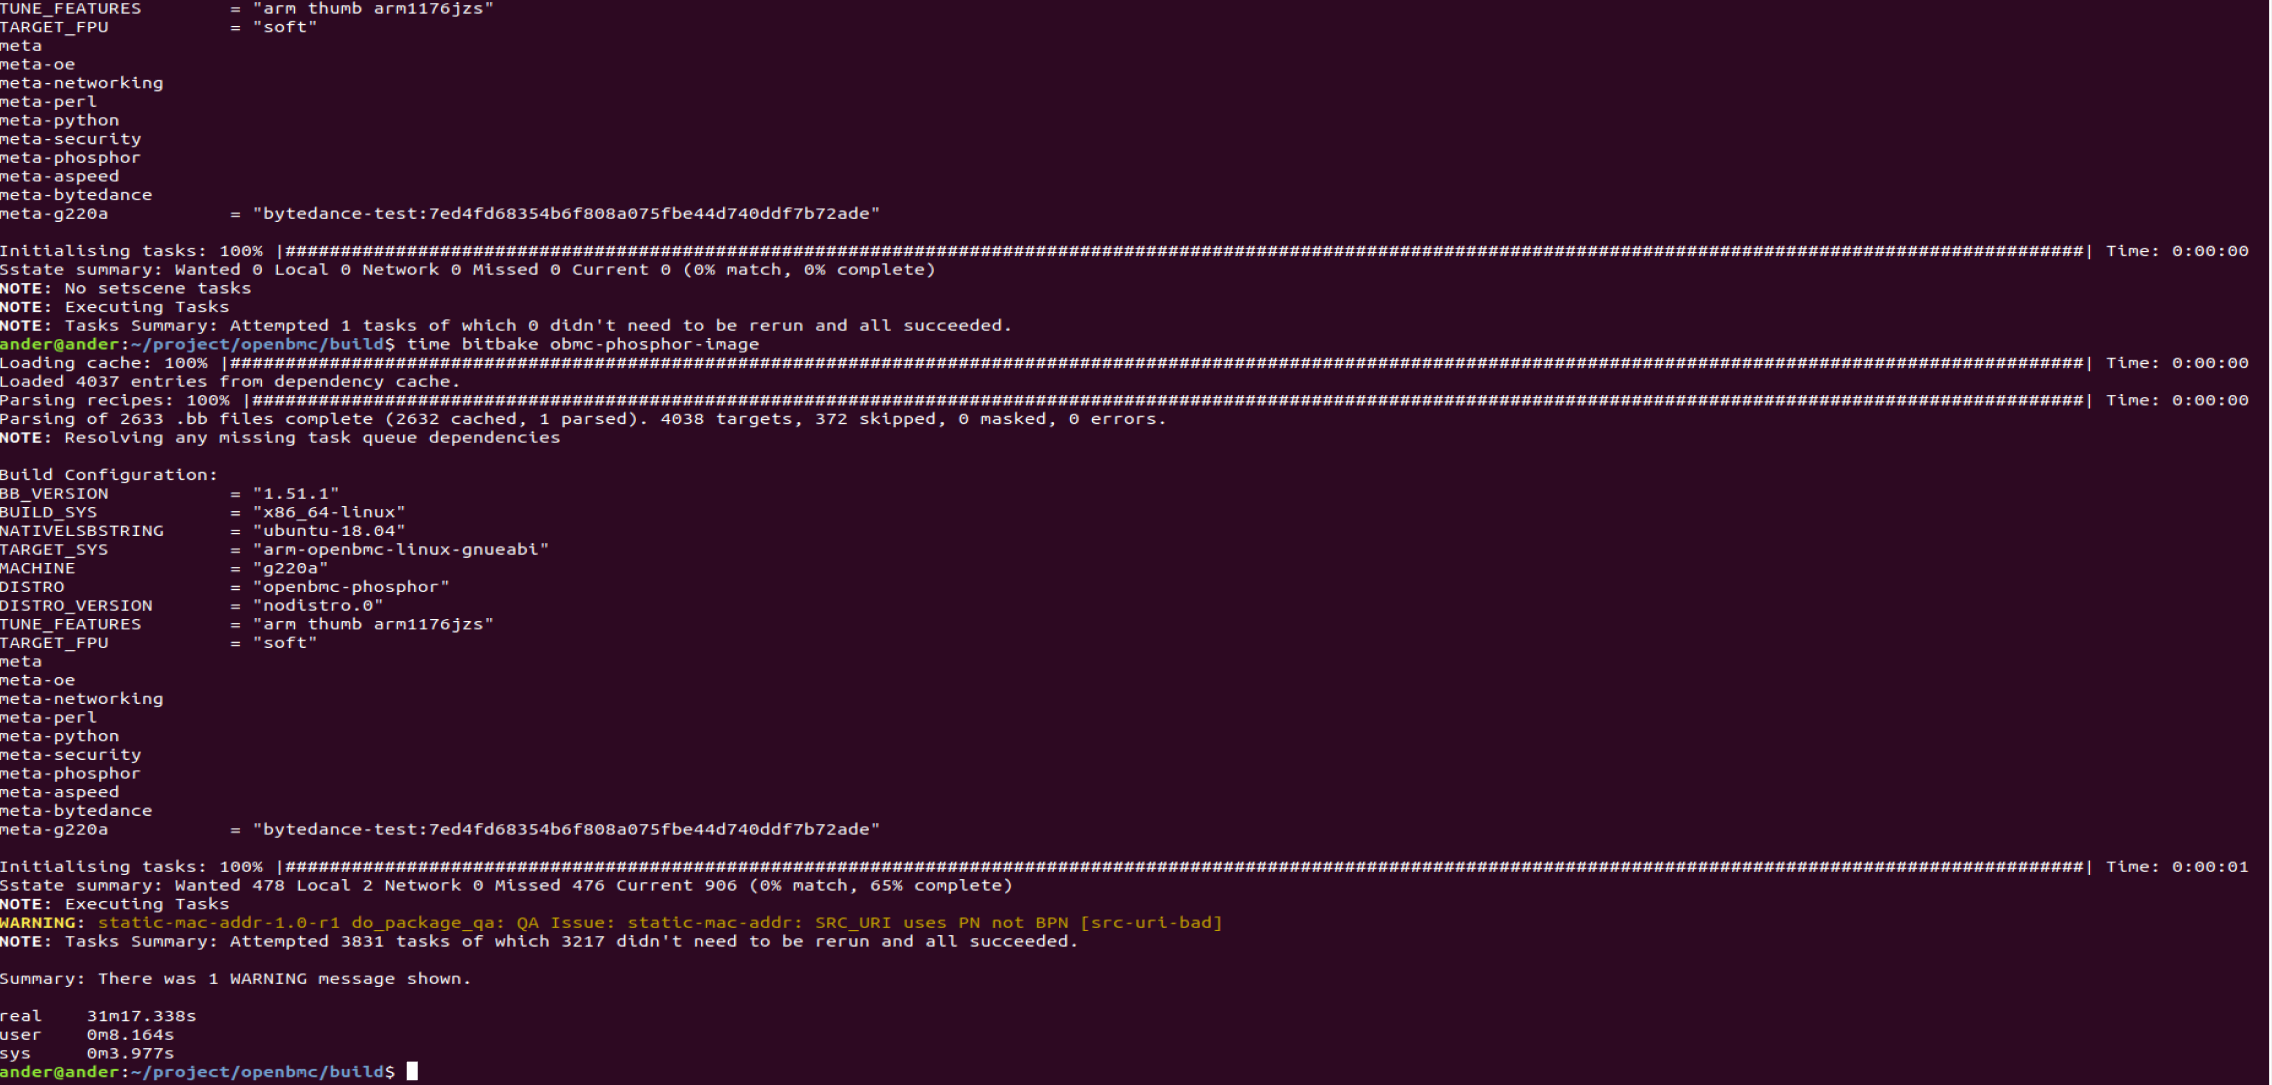 TUNE_FEATURES        = "arm thumb arm1176jzs"
TARGET_FPU           = "soft"
meta
meta-oe
meta-networking
meta-perl
meta-python
meta-security
meta-phosphor
meta-aspeed
meta-bytedance
meta-g220a           = "bytedance-test:7ed4fd68354b6f808a075fbe44d740ddf7b72ade"

Initialising tasks: 100% |###################################################################################################################################################################| Time: 0:00:00
Sstate summary: Wanted 0 Local 0 Network 0 Missed 0 Current 0 (0% match, 0% complete)
NOTE: No setscene tasks
NOTE: Executing Tasks
NOTE: Tasks Summary: Attempted 1 tasks of which 0 didn't need to be rerun and all succeeded.
ander@ander:~/project/openbmc/build$ time bitbake obmc-phosphor-image
Loading cache: 100% |########################################################################################################################################################################| Time: 0:00:00
Loaded 4037 entries from dependency cache.
Parsing recipes: 100% |######################################################################################################################################################################| Time: 0:00:00
Parsing of 2633 .bb files complete (2632 cached, 1 parsed). 4038 targets, 372 skipped, 0 masked, 0 errors.
NOTE: Resolving any missing task queue dependencies

Build Configuration:
BB_VERSION           = "1.51.1"
BUILD_SYS            = "x86_64-linux"
NATIVELSBSTRING      = "ubuntu-18.04"
TARGET_SYS           = "arm-openbmc-linux-gnueabi"
MACHINE              = "g220a"
DISTRO               = "openbmc-phosphor"
DISTRO_VERSION       = "nodistro.0"
TUNE_FEATURES        = "arm thumb arm1176jzs"
TARGET_FPU           = "soft"
meta
meta-oe
meta-networking
meta-perl
meta-python
meta-security
meta-phosphor
meta-aspeed
meta-bytedance
meta-g220a           = "bytedance-test:7ed4fd68354b6f808a075fbe44d740ddf7b72ade"

Initialising tasks: 100% |###################################################################################################################################################################| Time: 0:00:01
Sstate summary: Wanted 478 Local 2 Network 0 Missed 476 Current 906 (0% match, 65% complete)
NOTE: Executing Tasks
WARNING: static-mac-addr-1.0-r1 do_package_qa: QA Issue: static-mac-addr: SRC_URI uses PN not BPN [src-uri-bad]
NOTE: Tasks Summary: Attempted 3831 tasks of which 3217 didn't need to be rerun and all succeeded.

Summary: There was 1 WARNING message shown.

real    31m17.338s
user    0m8.164s
sys     0m3.977s
ander@ander:~/project/openbmc/build$